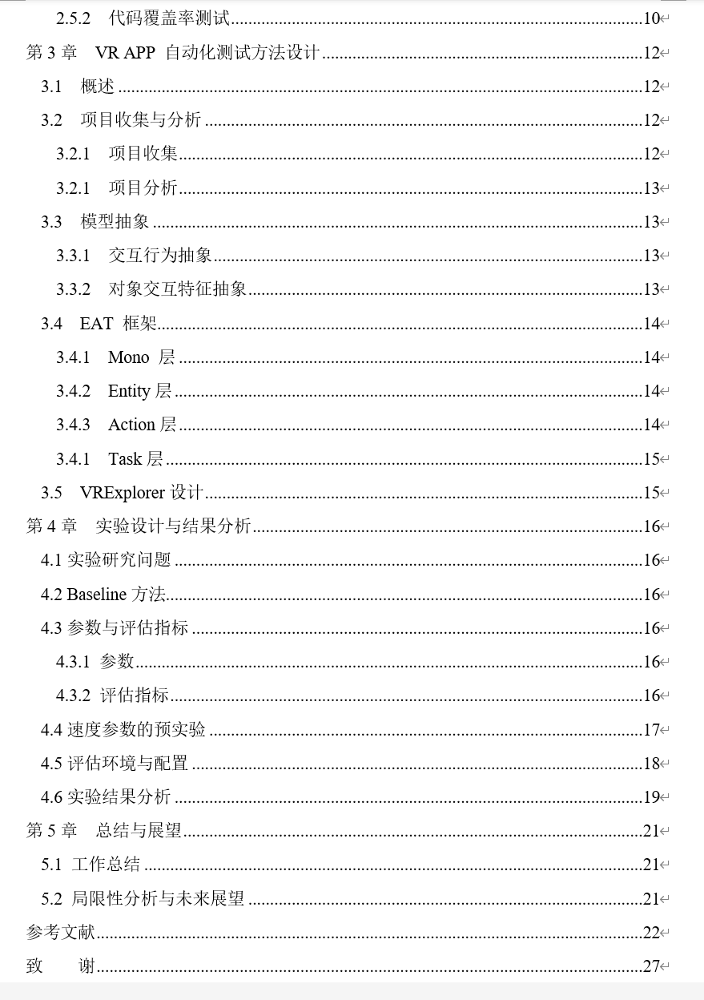 2.5.2 代码覆盖率测试 10
第 3 章 VR APP 自动化测试方法设计 12
3.1 概述 12
3.2 项目收集与分析 12
3.2.1 项目收集 12
3.2.1 项目分析 13
3.3 模型抽象 13
3.3.1 交互行为抽象 13
3.3.2 对象交互特征抽象 13
3.4 EAT 框架 14
3.4.1 Mono 层 14
3.4.2 Entity 层 14
3.4.3 Action 层 14
3.4.1 Task 层 15
3.5 VRExplorer 设计 15
第 4 章 实验设计与结果分析 16
4.1 实验研究问题 16
4.2 Baseline 方法 16
4.3 参数与评估指标 16
4.3.1 参数 16
4.3.2 评估指标 16
4.4 速度参数的预实验 17
4.5 评估环境与配置 18
4.6 实验结果分析 19
第 5 章 总结与展望 21
5.1 工作总结 21
5.2 局限性分析与未来展望 21
参考文献 22
致 谢 27